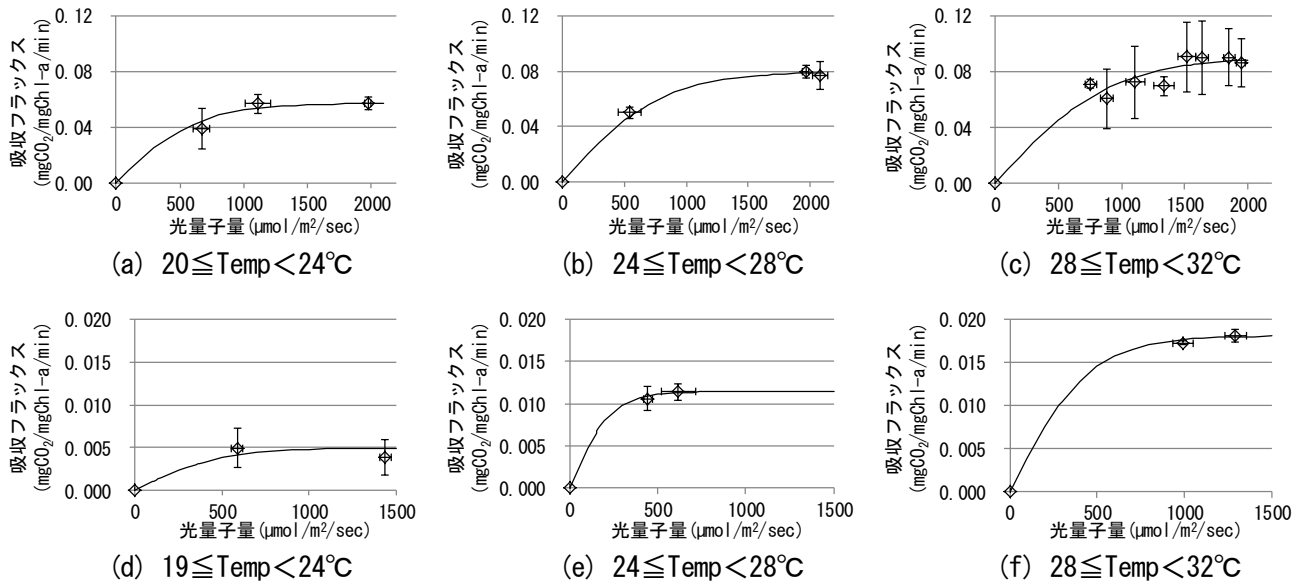 吸収フラックス
(mgCO₂/mgChl-a/min)
0.12
0.08
0.04
0.00
0 500 1000 1500 2000
光量子量(μmol/m²/sec)
(a) 20≦Temp<24℃
吸収フラックス
(mgCO₂/mgChl-a/min)
0.12
0.08
0.04
0.00
0 500 1000 1500 2000
光量子量(μmol/m²/sec)
(b) 24≦Temp<28℃
吸収フラックス
(mgCO₂/mgChl-a/min)
0.12
0.08
0.04
0.00
0 500 1000 1500 2000
光量子量(μmol/m²/sec)
(c) 28≦Temp<32℃
吸収フラックス
(mgCO₂/mgChl-a/min)
0.020
0.015
0.010
0.005
0.000
0 500 1000 1500
光量子量(μmol/m²/sec)
(d) 19≦Temp<24℃
吸収フラックス
(mgCO₂/mgChl-a/min)
0.020
0.015
0.010
0.005
0.000
0 500 1000 1500
光量子量(μmol/m²/sec)
(e) 24≦Temp<28℃
吸収フラックス
(mgCO₂/mgChl-a/min)
0.020
0.015
0.010
0.005
0.000
0 500 1000 1500
光量子量(μmol/m²/sec)
(f) 28≦Temp<32℃